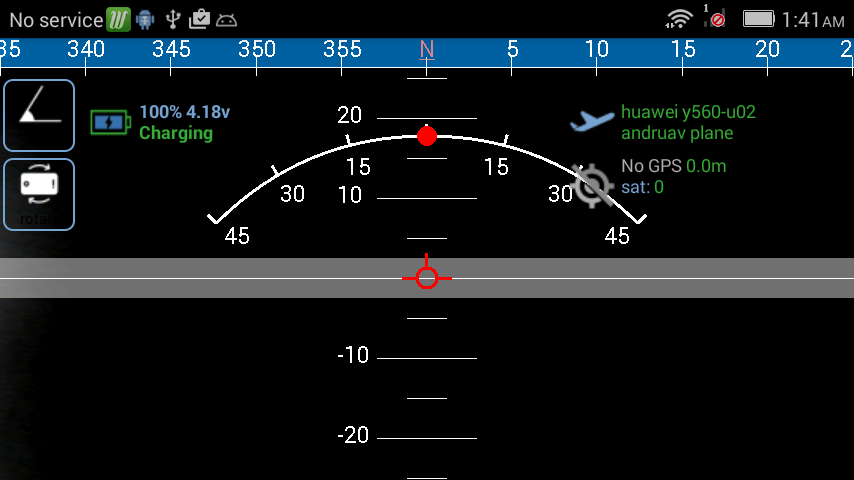 No service 1 1:41AM
35 340 345 350 355 N 5 10 15 20 2
20
100% 4.18v
Charging
huawei y560-u02
andruav plane
15 15
No GPS 0.0m
sat: 0
30 10 30
rotate
45 45
-10
-20